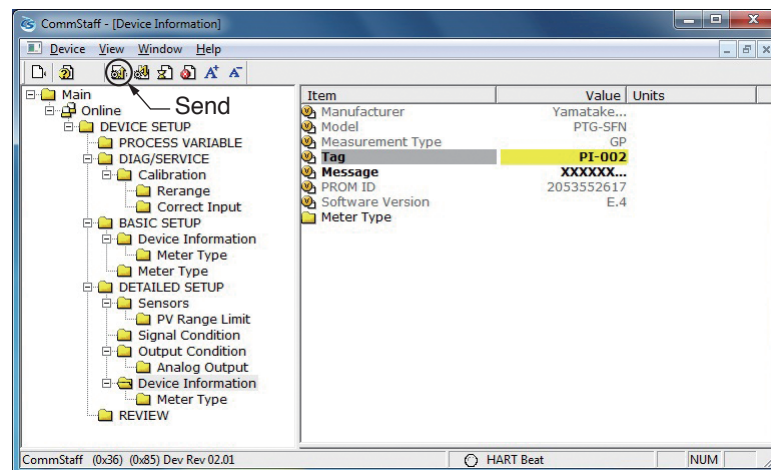 CommStaff - [Device Information]
Device View Window Help
Send
Main
Online
DEVICE SETUP
PROCESS VARIABLE
DIAG/SERVICE
Calibration
Rerange
Correct Input
BASIC SETUP
Device Information
Meter Type
Meter Type
DETAILED SETUP
Sensors
PV Range Limit
Signal Condition
Output Condition
Analog Output
Device Information
Meter Type
REVIEW
Item Value Units
Manufacturer Yamatake...
Model PTG-SFN
Measurement Type GP
Tag PI-002
Message XXXXXX...
PROM ID 2053552617
Software Version E.4
Meter Type
CommStaff (0x36) (0x85) Dev Rev 02.01 HART Beat NUM